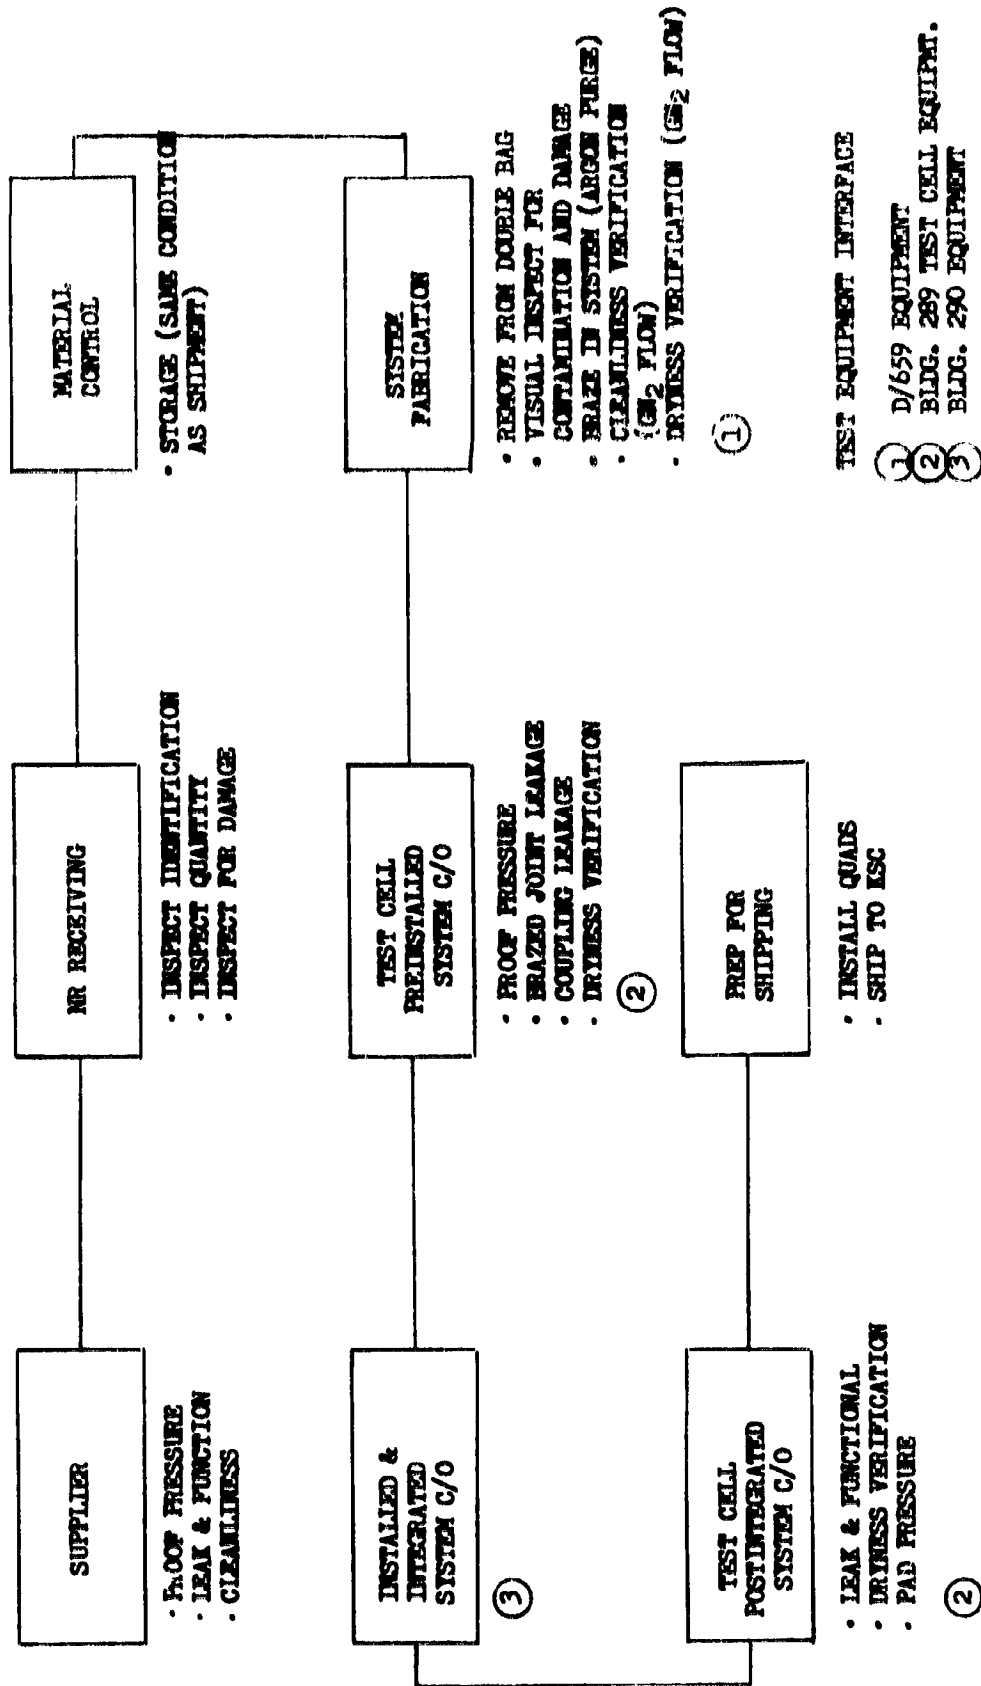 SUPPLIER
· PROOF PRESSURE
· LEAK & FUNCTION
· CLEANLINESS
NR RECEIVING
· INSPECT IDENTIFICATION
· INSPECT QUANTITY
· INSPECT FOR DAMAGE
MATERIAL
CONTROL
· STORAGE (SAME CONDITION
AS SHIPMENT)
INSTALLED &
INTEGRATED
SYSTEM C/O
3
TEST CELL
PREINSTALLED
SYSTEM C/O
· PROOF PRESSURE
· BRAZED JOINT LEAKAGE
· COUPLING LEAKAGE
· DRYNESS VERIFICATION
2
SYSTEM
FABRICATION
· REMOVE FROM DOUBLE BAG
· VISUAL INSPECT FOR
CONTAMINATION AND DAMAGE
· BRAZE IN SYSTEM (ARGON PURGE)
· CLEANLINESS VERIFICATION
(GN2 FLOW)
· DRYNESS VERIFICATION (GN2 FLOW)
1
TEST CELL
POSTINTEGRATED
SYSTEM C/O
· LEAK & FUNCTIONAL
· DRYNESS VERIFICATION
· PAD PRESSURE
2
PREP FOR
SHIPPING
· INSTALL QUADS
· SHIP TO KSC
TEST EQUIPMENT INTERFACE
1 D/659 EQUIPMENT
2 BLDG. 289 TEST CELL EQUIPMT.
3 BLDG. 290 EQUIPMENT